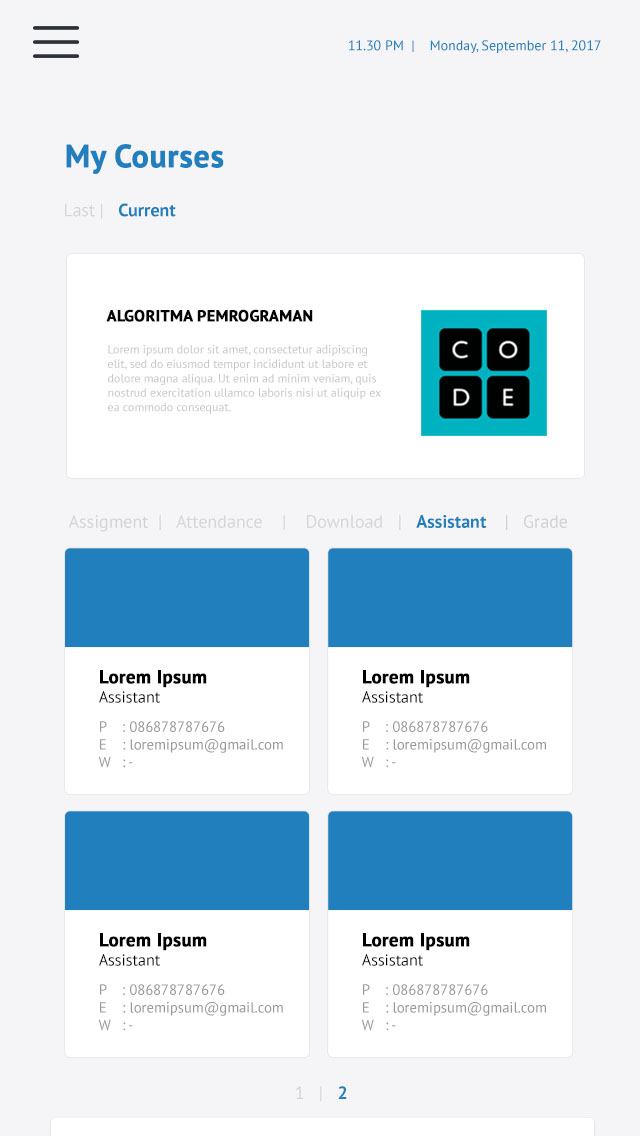 11.30 PM | Monday, September 11, 2017
My Courses
Last | Current
ALGORITMA PEMROGRAMAN
Lorem ipsum dolor sit amet, consectetur adipiscing
elit, sed do eiusmod tempor incididunt ut labore et
dolore magna aliqua. Ut enim ad minim veniam, quis
nostrud exercitation ullamco laboris nisi ut aliquip ex
ea commodo consequat.
C O
D E
Assigment | Attendance | Download | Assistant | Grade
Lorem Ipsum
Assistant
P : 086878787676
E : loremipsum@gmail.com
W : -
Lorem Ipsum
Assistant
P : 086878787676
E : loremipsum@gmail.com
W : -
Lorem Ipsum
Assistant
P : 086878787676
E : loremipsum@gmail.com
W : -
Lorem Ipsum
Assistant
P : 086878787676
E : loremipsum@gmail.com
W : -
1 | 2